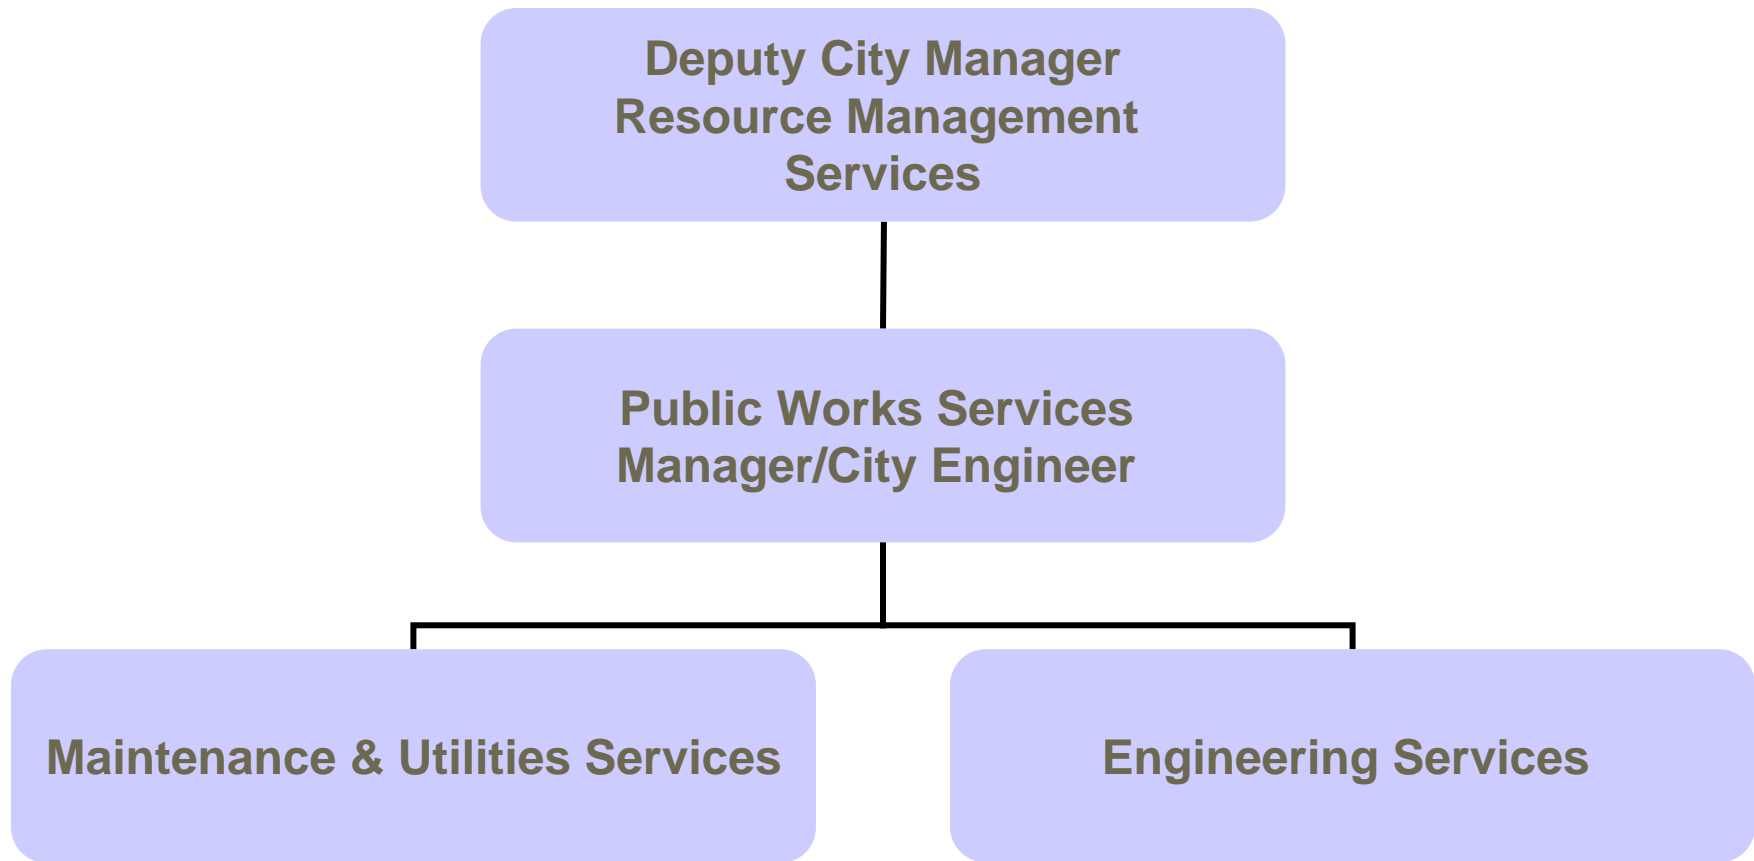 Deputy City Manager
Resource Management
Services
Public Works Services
Manager/City Engineer
Maintenance & Utilities Services
Engineering Services